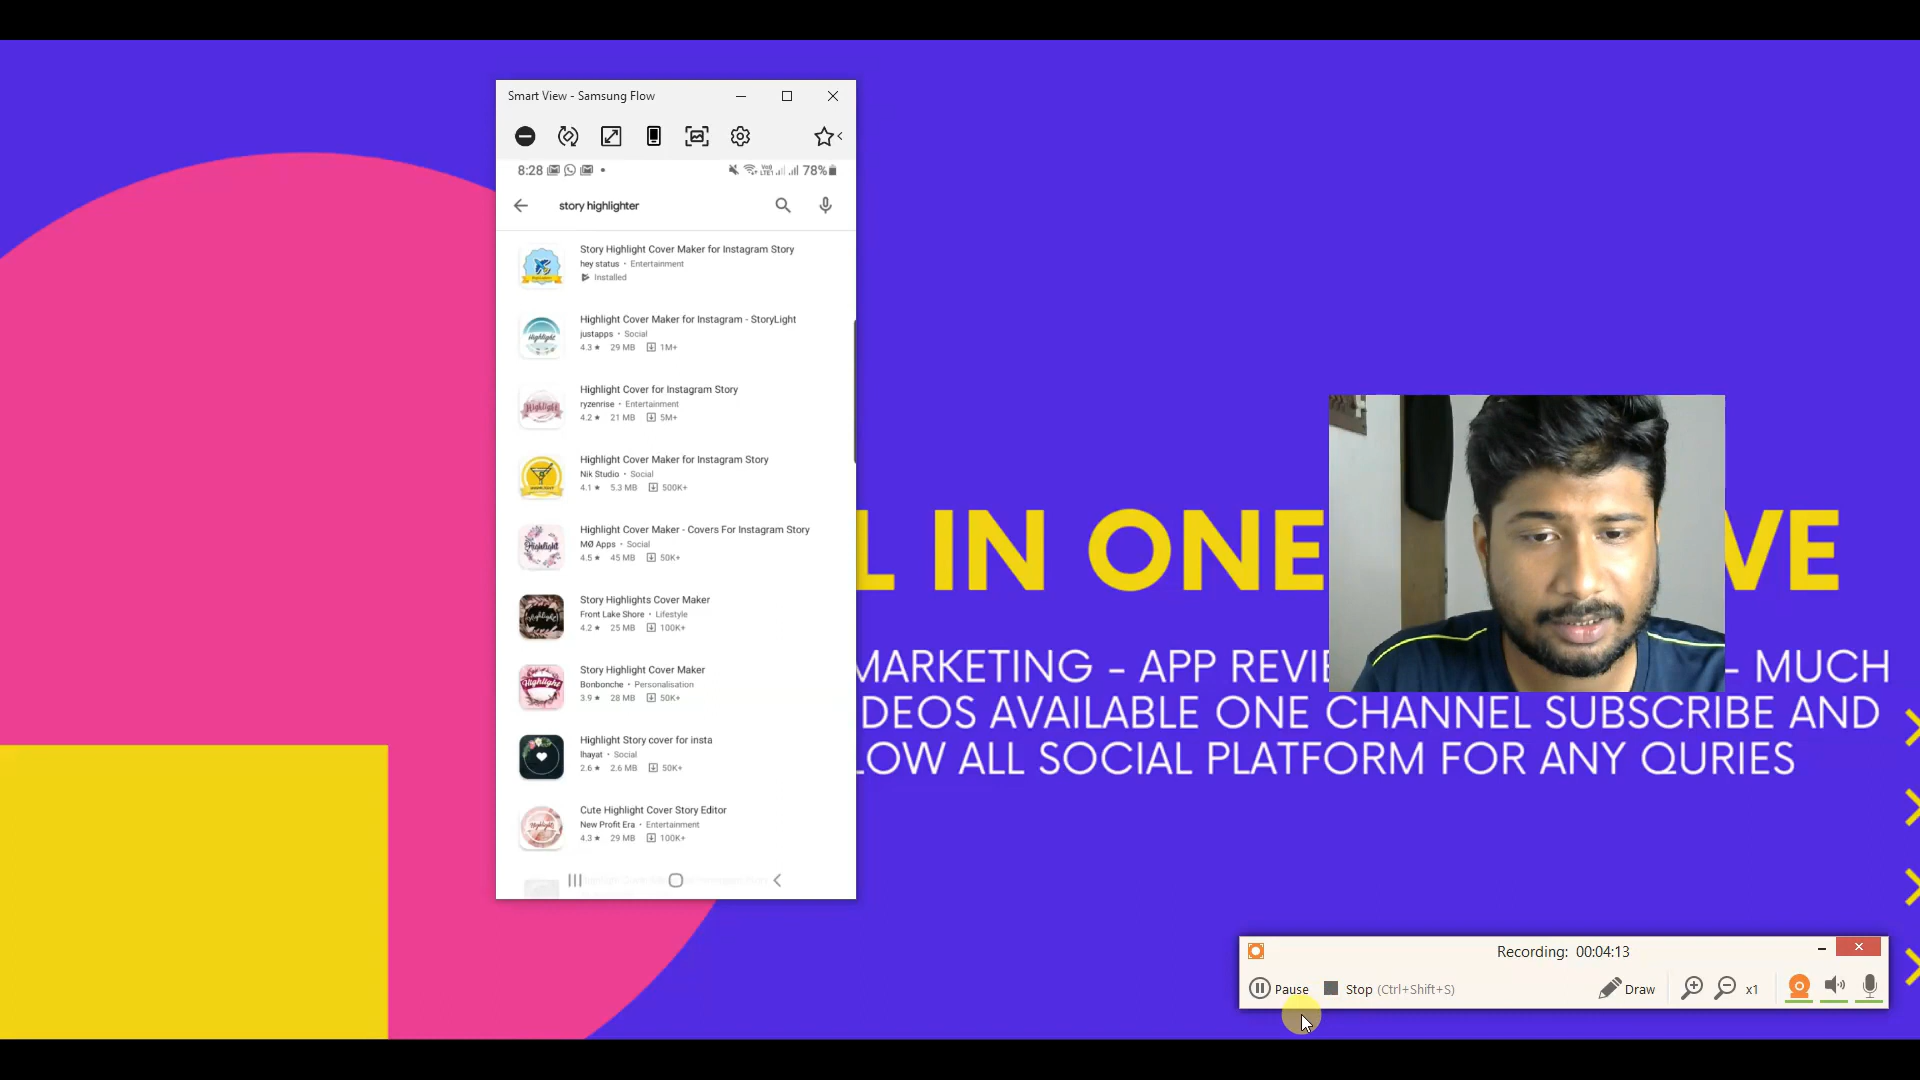 Smart View - Samsung Flow
8:28
78%
story highlighter
Story Highlight Cover Maker for Instagram Story
hey status • Entertainment
Installed
Highlight Cover Maker for Instagram - StoryLight
justapps • Social
4.3 ★ 29 MB 1M+
Highlight Cover for Instagram Story
ryzenrise • Entertainment
4.2 ★ 21 MB 5M+
Highlight Cover Maker for Instagram Story
Nik Studio • Social
4.1 ★ 5.3 MB 500K+
Highlight Cover Maker - Covers For Instagram Story
MØ Apps • Social
4.5 ★ 45 MB 50K+
Story Highlights Cover Maker
Front Lake Shore • Lifestyle
4.2 ★ 25 MB 100K+
Story Highlight Cover Maker
Bonbonche • Personalisation
3.9 ★ 28 MB 50K+
Highlight Story cover for insta
lhayat • Social
2.6 ★ 2.6 MB 50K+
Cute Highlight Cover Story Editor
New Profit Era • Entertainment
4.3 ★ 29 MB 100K+
L IN ONE VE
MARKETING - APP REVIE - MUCH
DEOS AVAILABLE ONE CHANNEL SUBSCRIBE AND
LOW ALL SOCIAL PLATFORM FOR ANY QURIES
Recording: 00:04:13
Pause Stop (Ctrl+Shift+S) Draw x1